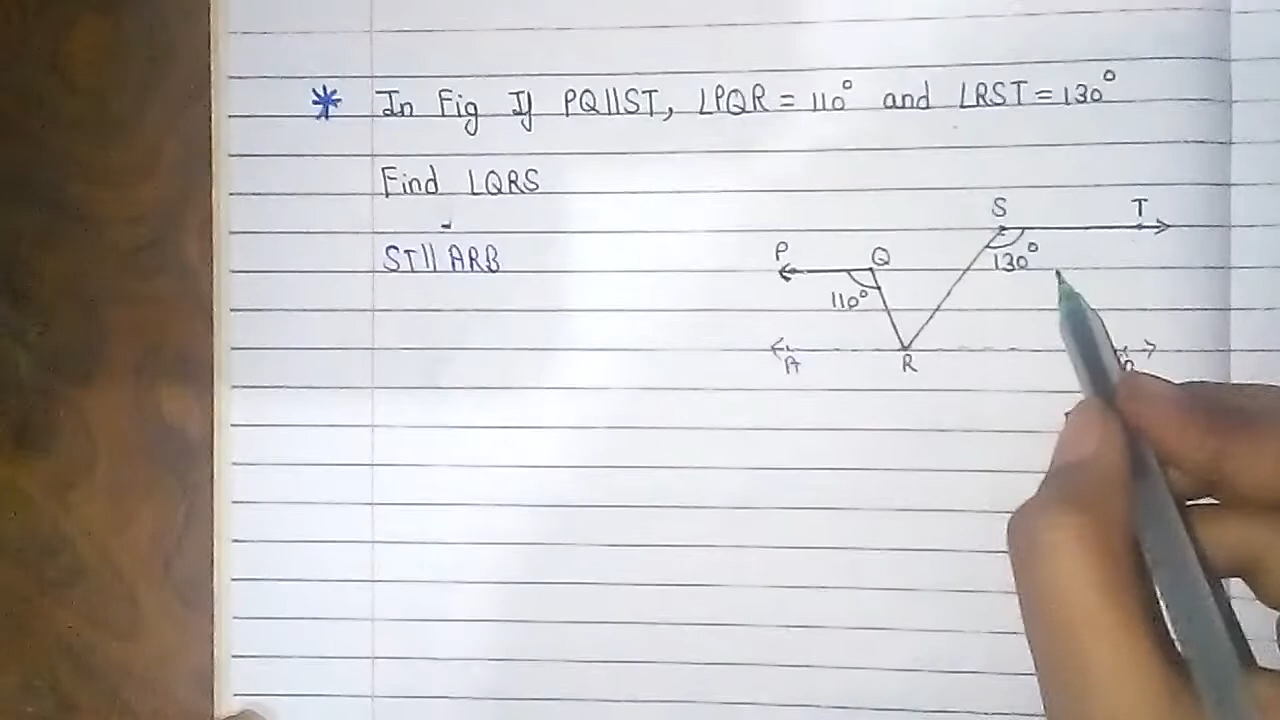 * In Fig If PQ||ST, ∠PQR = 110° and ∠RST = 130°
Find ∠QRS
ST|| ARB
S T
P Q
130°
110°
A R